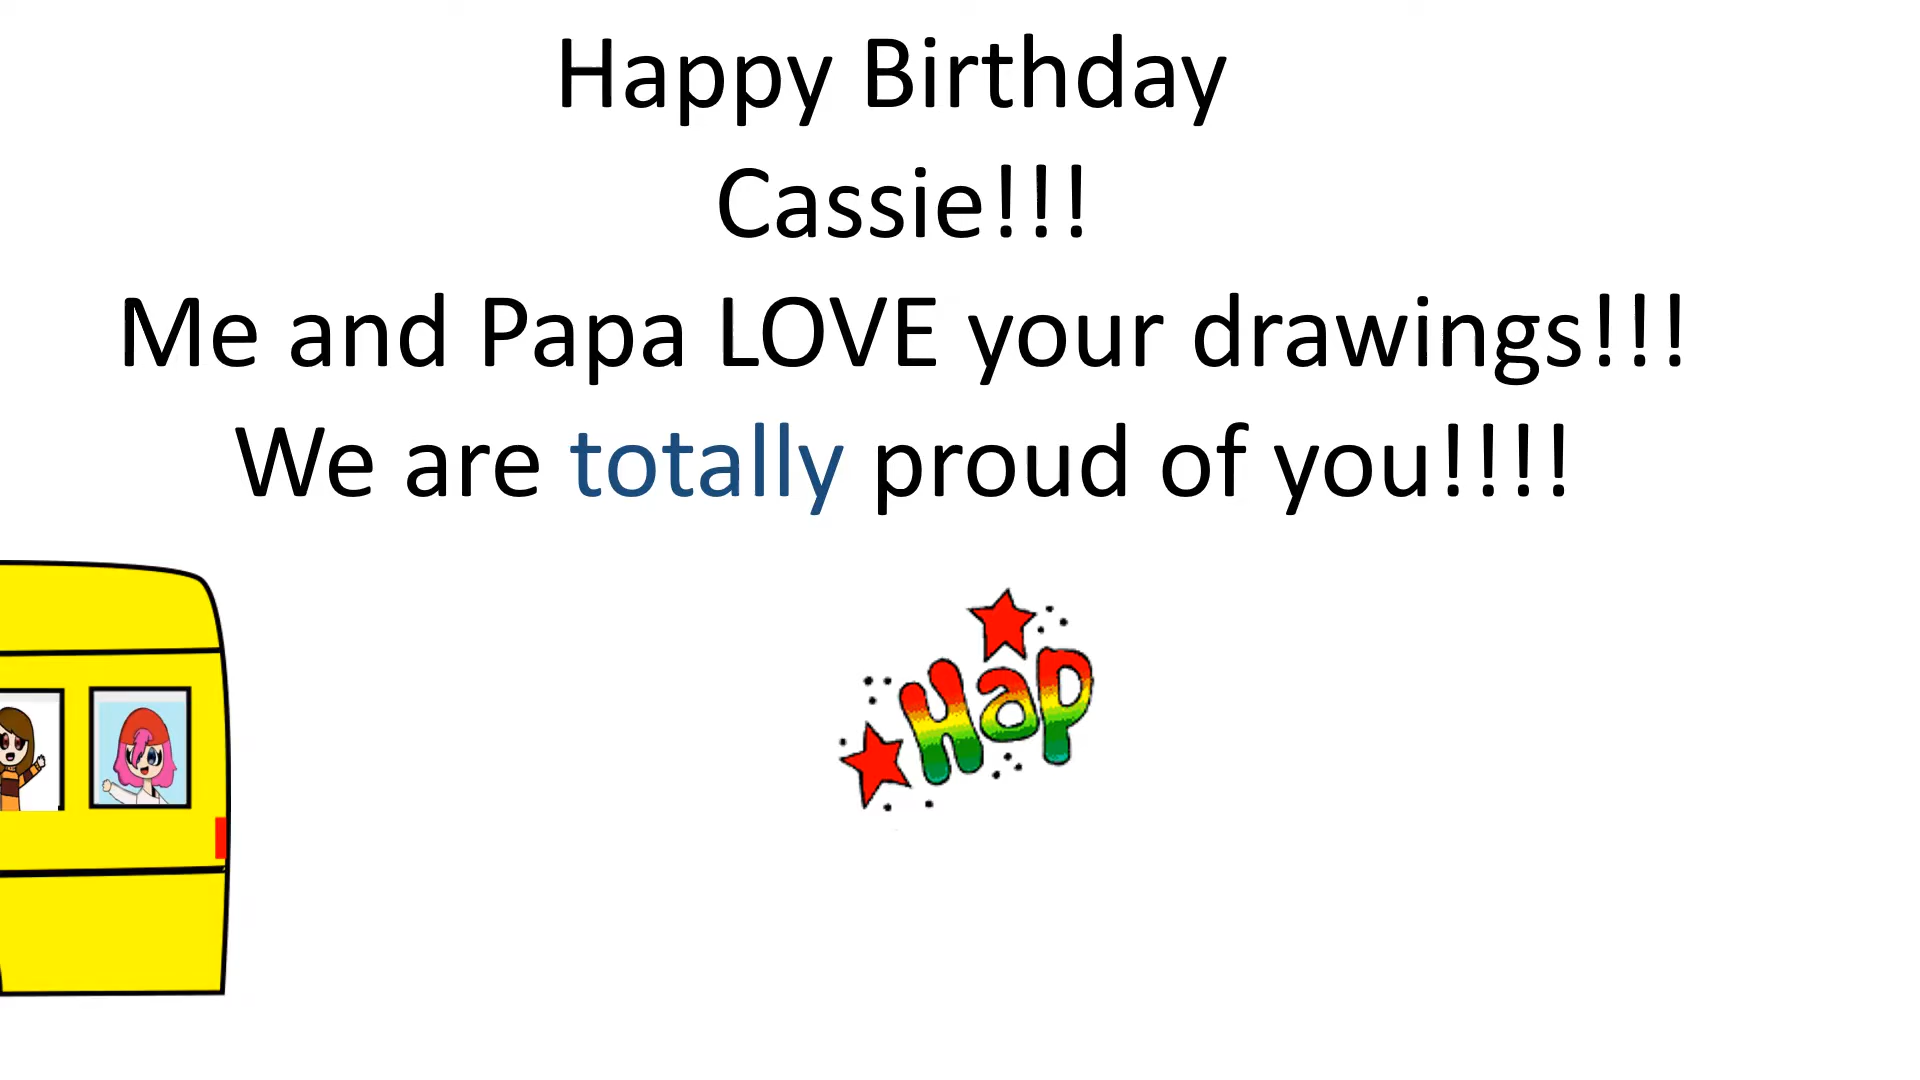 Happy Birthday
Cassie!!!
Me and Papa LOVE your drawings!!!
We are totally proud of you!!!!
Hap